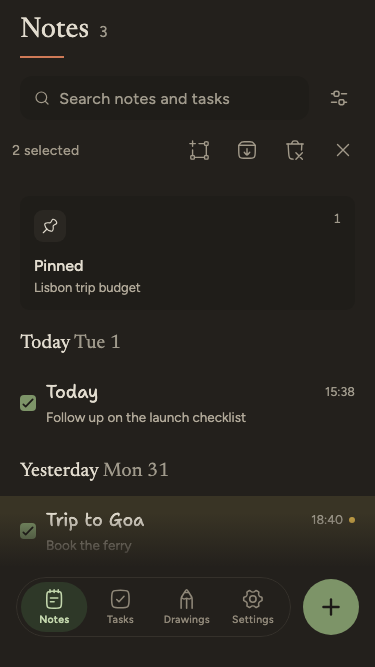 Notes 3
Search notes and tasks
2 selected
1
Pinned
Lisbon trip budget
Today Tue 1
Today 15:38
Follow up on the launch checklist
Yesterday Mon 31
Trip to Goa 18:40
Book the ferry
Notes Tasks Drawings Settings